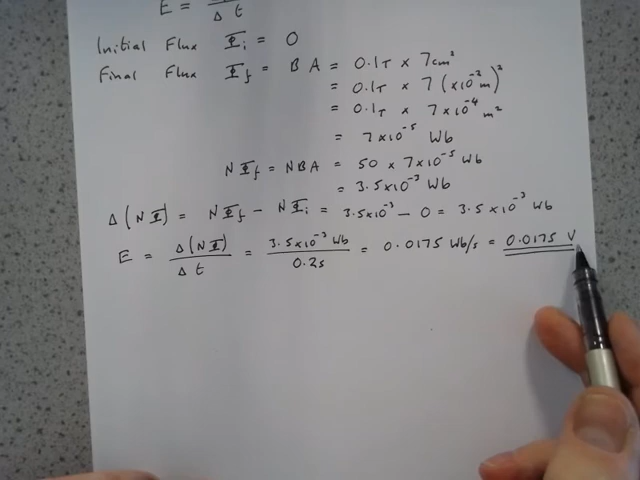 E = Δ t
Initial Flux Φi = 0
Final Flux Φf = BA = 0.1T × 7cm²
= 0.1T × 7(×10⁻²m)²
= 0.1T × 7×10⁻⁴ m²
= 7×10⁻⁵ Wb
NΦf = NBA = 50 × 7×10⁻⁵ Wb
= 3.5×10⁻³ Wb
Δ(NΦ) = NΦf - NΦi = 3.5×10⁻³ - 0 = 3.5×10⁻³ Wb
E = Δ(NΦ)/Δt = 3.5×10⁻³ Wb/0.2s = 0.0175 Wb/s = 0.0175 V